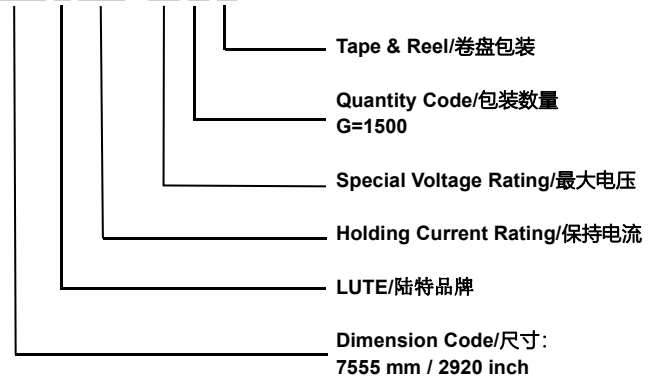 Tape & Reel/卷盘包装
Quantity Code/包装数量
G=1500
Special Voltage Rating/最大电压
Holding Current Rating/保持电流
LUTE/陆特品牌
Dimension Code/尺寸：
7555 mm / 2920 inch